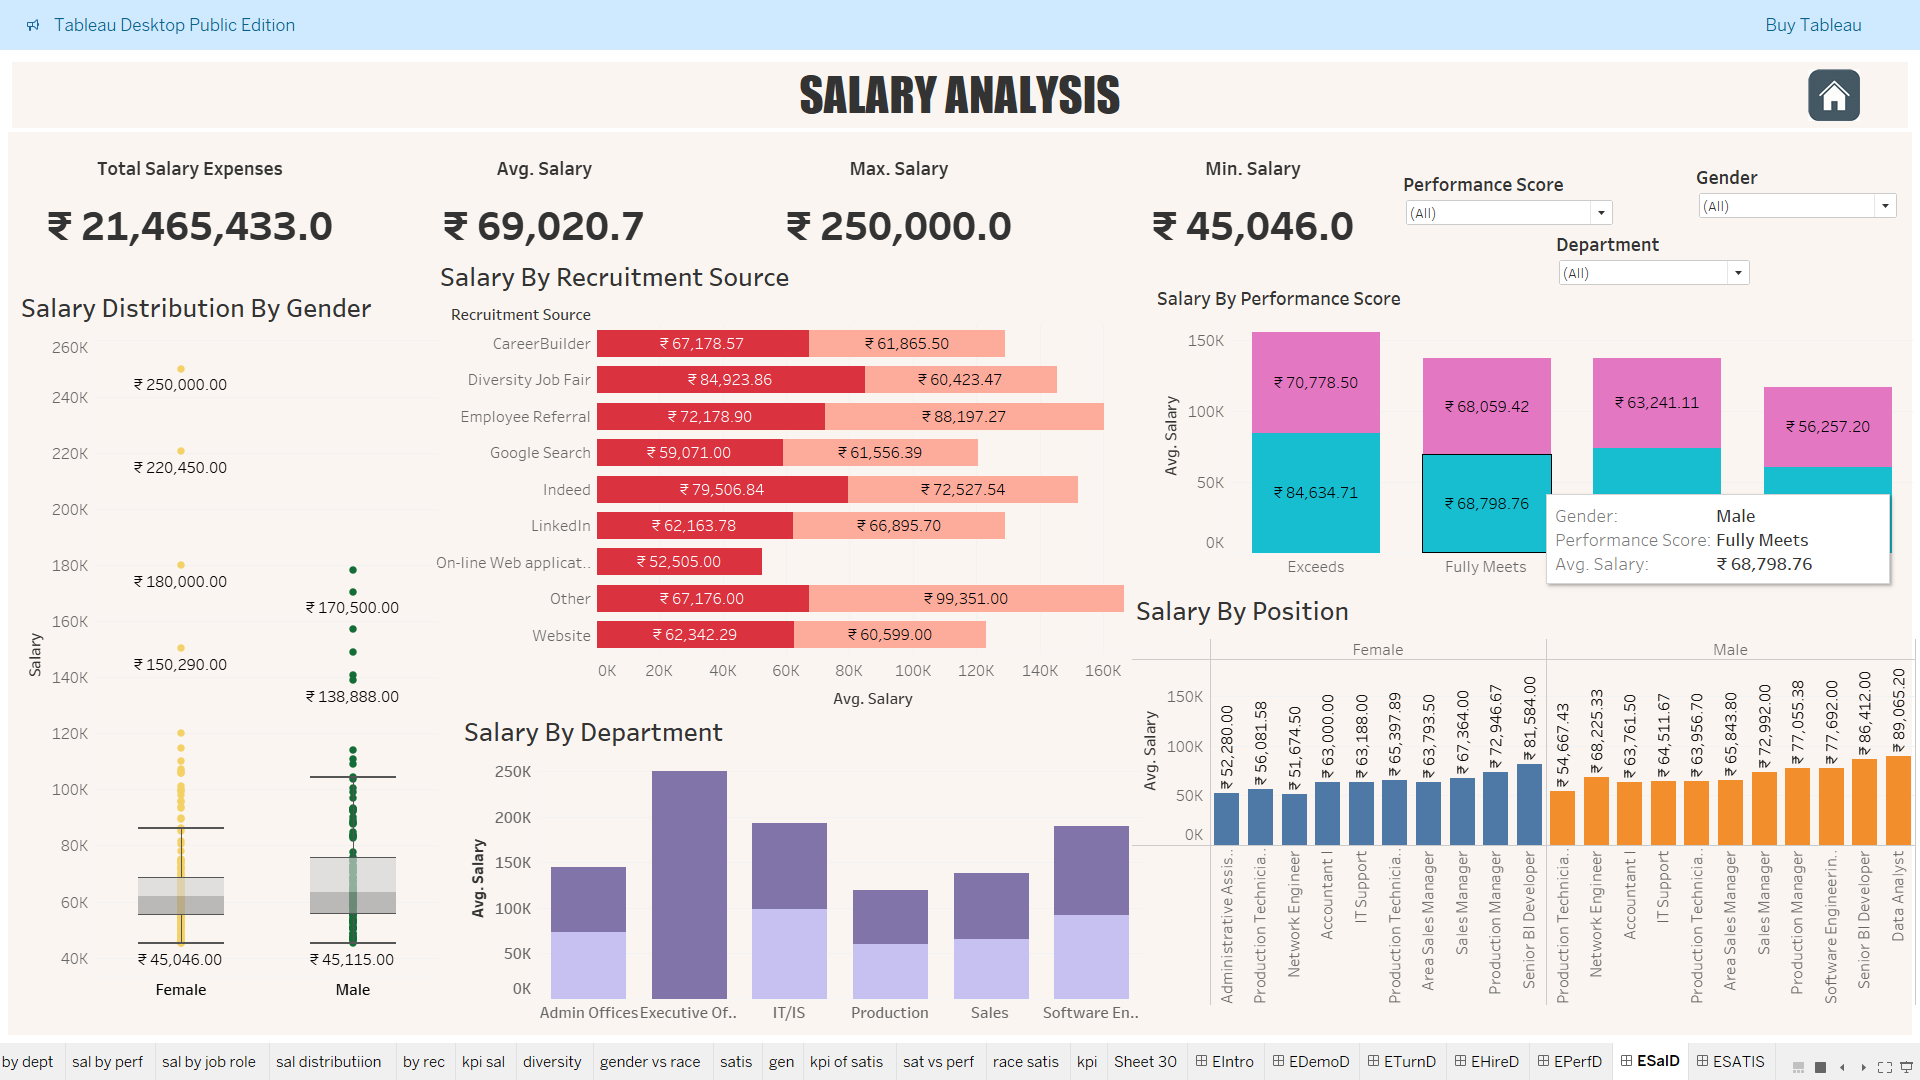 Tableau Desktop Public Edition
Buy Tableau
SALARY ANALYSIS
Total Salary Expenses
₹ 21,465,433.0
Avg. Salary
₹ 69,020.7
Max. Salary
₹ 250,000.0
Min. Salary
₹ 45,046.0
Performance Score
(All)
Gender
(All)
Department
(All)
Salary Distribution By Gender
260K
240K
220K
200K
180K
160K
140K
120K
100K
80K
60K
40K
Salary
₹ 250,000.00
₹ 220,450.00
₹ 180,000.00
₹ 150,290.00
₹ 45,046.00
₹ 170,500.00
₹ 138,888.00
₹ 45,115.00
Female
Male
Salary By Recruitment Source
Recruitment Source
CareerBuilder ₹ 67,178.57 ₹ 61,865.50
Diversity Job Fair ₹ 84,923.86 ₹ 60,423.47
Employee Referral ₹ 72,178.90 ₹ 88,197.27
Google Search ₹ 59,071.00 ₹ 61,556.39
Indeed ₹ 79,506.84 ₹ 72,527.54
LinkedIn ₹ 62,163.78 ₹ 66,895.70
On-line Web applicat.. ₹ 52,505.00
Other ₹ 67,176.00 ₹ 99,351.00
Website ₹ 62,342.29 ₹ 60,599.00
0K 20K 40K 60K 80K 100K 120K 140K 160K
Avg. Salary
Salary By Department
250K
200K
150K
100K
50K
0K
Avg. Salary
Admin Offices Executive Of.. IT/IS Production Sales Software En..
Salary By Performance Score
150K
100K
50K
0K
Avg. Salary
₹ 70,778.50
₹ 84,634.71
₹ 68,059.42
₹ 68,798.76
₹ 63,241.11
₹ 56,257.20
Exceeds
Fully Meets
Gender: Male
Performance Score: Fully Meets
Avg. Salary: ₹ 68,798.76
Salary By Position
Female
Male
150K
100K
50K
0K
Avg. Salary
₹ 52,280.00
₹ 56,081.58
₹ 51,674.50
₹ 63,000.00
₹ 63,188.00
₹ 65,397.89
₹ 63,793.50
₹ 67,364.00
₹ 72,946.67
₹ 81,584.00
₹ 54,667.43
₹ 68,225.33
₹ 63,761.50
₹ 64,511.67
₹ 63,956.70
₹ 65,843.80
₹ 72,992.00
₹ 77,055.38
₹ 77,692.00
₹ 86,412.00
₹ 89,065.20
Administrative Assis..
Production Technicia..
Network Engineer
Accountant I
IT Support
Production Technicia..
Area Sales Manager
Sales Manager
Production Manager
Senior BI Developer
Production Technicia..
Network Engineer
Accountant I
IT Support
Production Technicia..
Area Sales Manager
Sales Manager
Production Manager
Software Engineerin..
Senior BI Developer
Data Analyst
by dept
sal by perf
sal by job role
sal distributiion
by rec
kpi sal
diversity
gender vs race
satis
gen
kpi of satis
sat vs perf
race satis
kpi
Sheet 30
EIntro
EDemoD
ETurnD
EHireD
EPerfD
ESalD
ESATIS